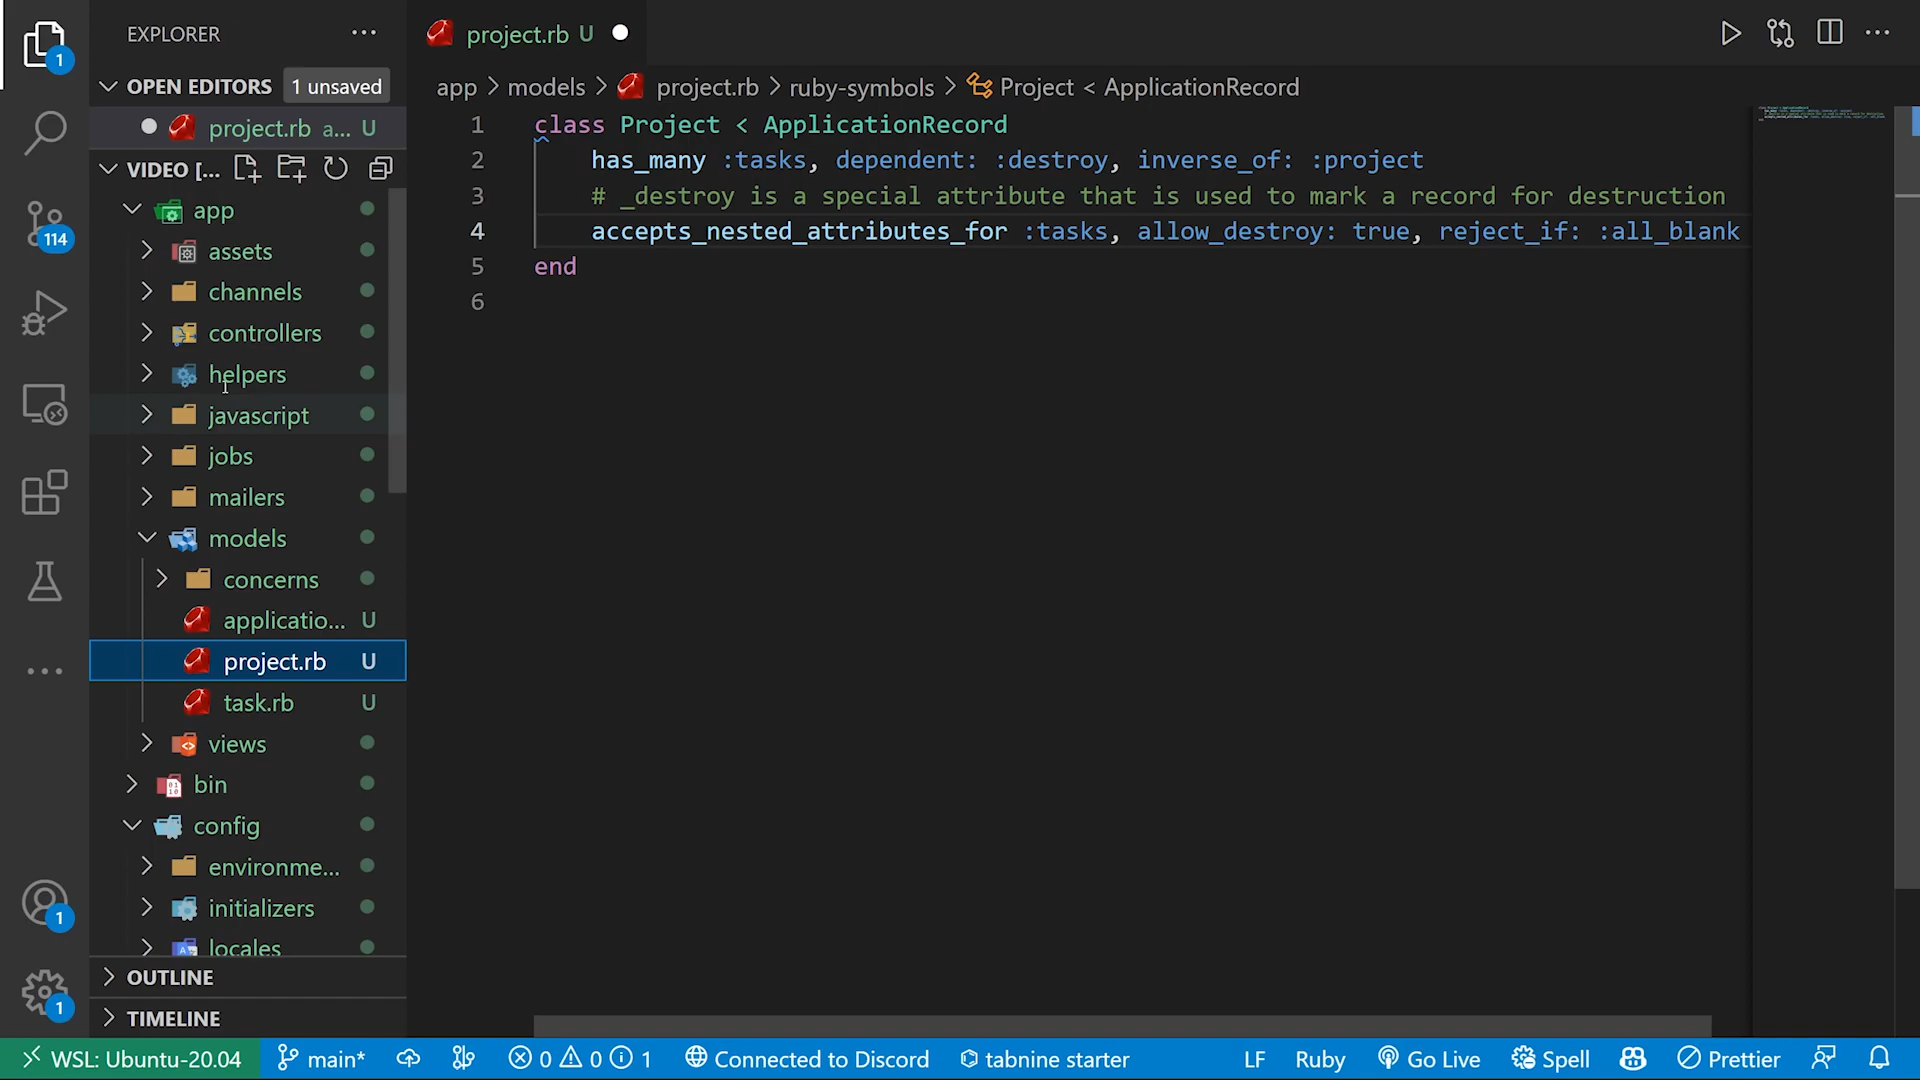 EXPLORER
OPEN EDITORS 1 unsaved
project.rb a... U
VIDEO [...
app
assets
channels
controllers
helpers
javascript
jobs
mailers
models
concerns
applicatio... U
project.rb U
task.rb U
views
bin
config
environme...
initializers
locales
OUTLINE
TIMELINE
1
114
1
1
project.rb U
app > models > project.rb > ruby-symbols > Project < ApplicationRecord
1 class Project < ApplicationRecord
2 has_many :tasks, dependent: :destroy, inverse_of: :project
3 # _destroy is a special attribute that is used to mark a record for destruction
4 accepts_nested_attributes_for :tasks, allow_destroy: true, reject_if: :all_blank
5 end
6
WSL: Ubuntu-20.04 main* 0 0 1 Connected to Discord tabnine starter LF Ruby Go Live Spell Prettier